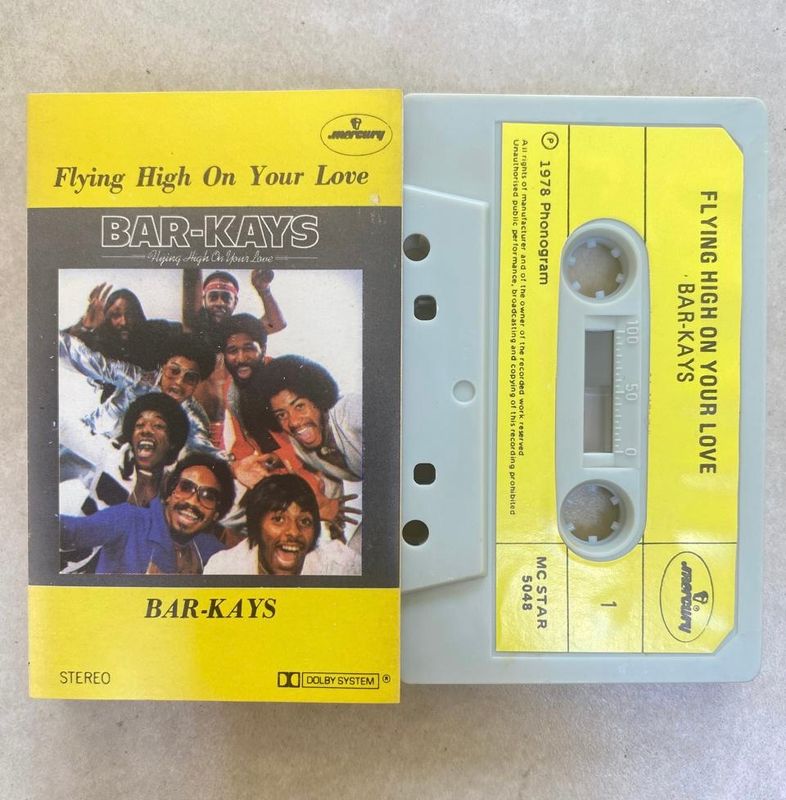 mercury
Flying High On Your Love
BAR-KAYS
Flying High On Your Love
BAR-KAYS
STEREO
DOLBY SYSTEM ®
FLYING HIGH ON YOUR LOVE
BAR-KAYS
100 50 0
℗ 1978 Phonogram
All rights of manufacturer and of the owner of the recorded work reserved
Unauthorised public performance, broadcasting and copying of this recording prohibited
MC STAR
5048
1
mercury ®